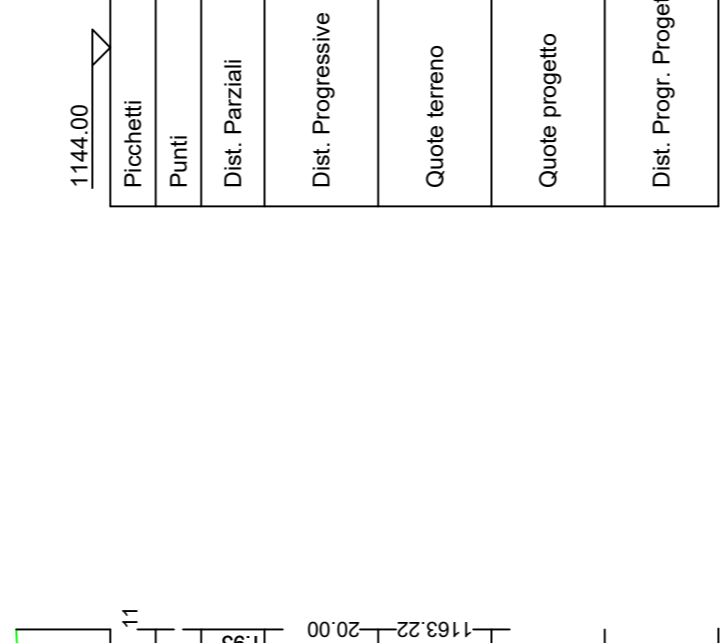 1144.00
Picchetti
Punti
Dist. Parziali
Dist. Progressive
Quote terreno
Quote progetto
Dist. Progr.
11
20.00
1163.22